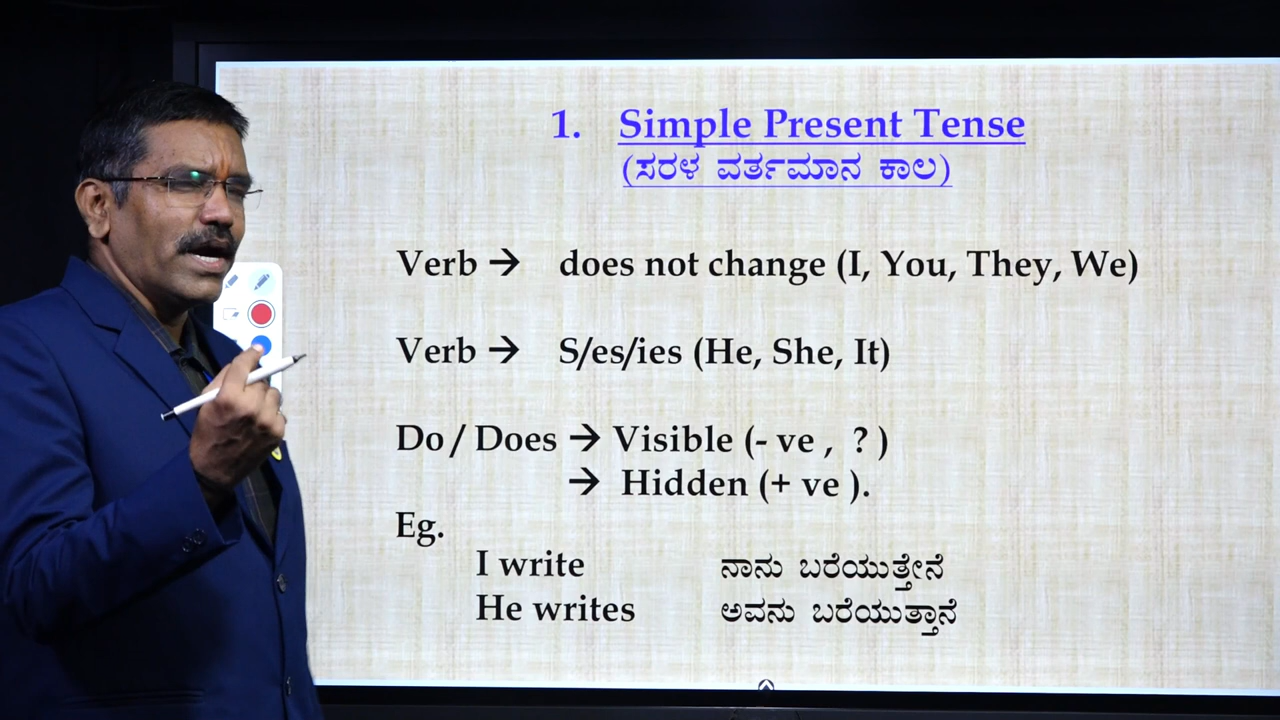 1. Simple Present Tense
(ಸರಳ ವರ್ತಮಾನ ಕಾಲ)
Verb → does not change (I, You, They, We)
Verb → S/es/ies (He, She, It)
Do / Does → Visible (- ve , ? )
→ Hidden (+ ve ).
Eg.
I write ನಾನು ಬರೆಯುತ್ತೇನೆ
He writes ಅವನು ಬರೆಯುತ್ತಾನೆ